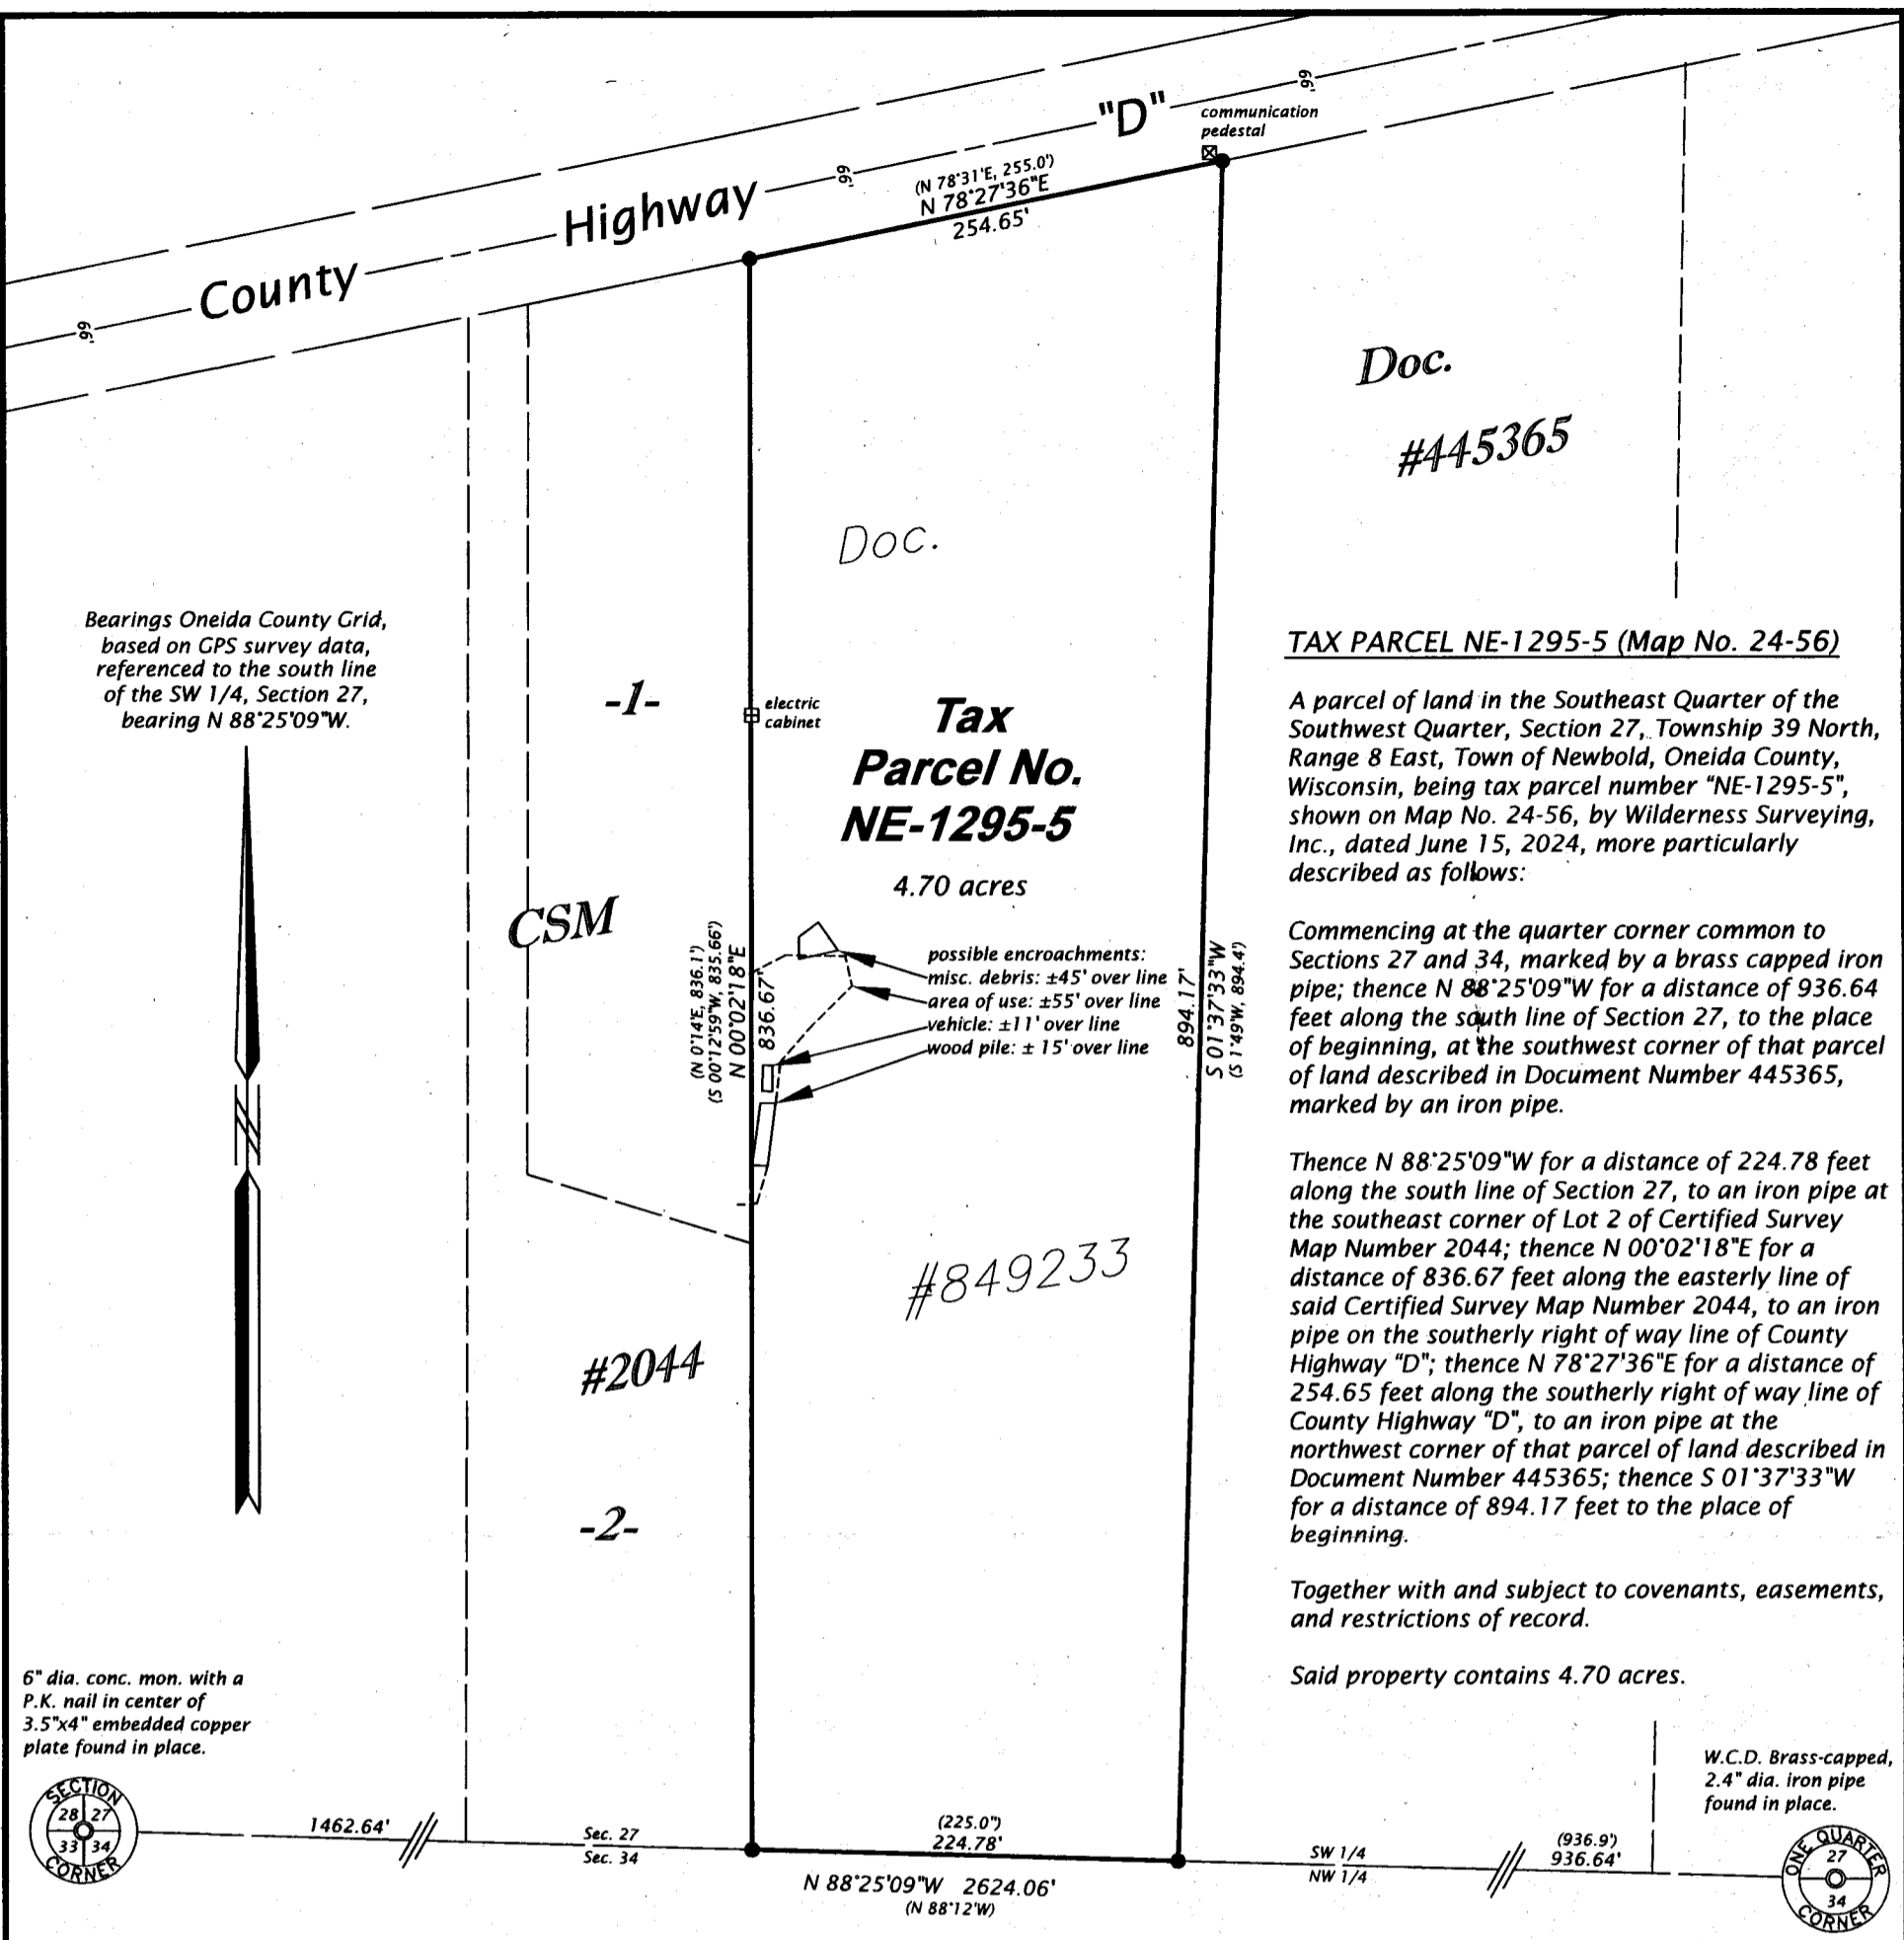 County Highway "D"
66'
66'
66'
communication
pedestal
(N 78°31'E, 255.0')
N 78°27'36"E
254.65'
Doc.
#445365
Doc.
Bearings Oneida County Grid,
based on GPS survey data,
referenced to the south line
of the SW 1/4, Section 27,
bearing N 88°25'09"W.
-1-
electric
cabinet
Tax
Parcel No.
NE-1295-5
4.70 acres
CSM
(N 0°14'E, 836.1')
(S 00°12'59"W, 835.66')
N 00°02'18"E
836.67'
possible encroachments:
misc. debris: ±45' over line
area of use: ±55' over line
vehicle: ±11' over line
wood pile: ± 15' over line
894.17'
S 01°37'33"W
(S 1°49'W, 894.4')
#849233
#2044
-2-
TAX PARCEL NE-1295-5 (Map No. 24-56)
A parcel of land in the Southeast Quarter of the
Southwest Quarter, Section 27, Township 39 North,
Range 8 East, Town of Newbold, Oneida County,
Wisconsin, being tax parcel number "NE-1295-5",
shown on Map No. 24-56, by Wilderness Surveying,
Inc., dated June 15, 2024, more particularly
described as follows:
Commencing at the quarter corner common to
Sections 27 and 34, marked by a brass capped iron
pipe; thence N 88°25'09"W for a distance of 936.64
feet along the south line of Section 27, to the place
of beginning, at the southwest corner of that parcel
of land described in Document Number 445365,
marked by an iron pipe.
Thence N 88°25'09"W for a distance of 224.78 feet
along the south line of Section 27, to an iron pipe at
the southeast corner of Lot 2 of Certified Survey
Map Number 2044; thence N 00°02'18"E for a
distance of 836.67 feet along the easterly line of
said Certified Survey Map Number 2044, to an iron
pipe on the southerly right of way line of County
Highway "D"; thence N 78°27'36"E for a distance of
254.65 feet along the southerly right of way line of
County Highway "D", to an iron pipe at the
northwest corner of that parcel of land described in
Document Number 445365; thence S 01°37'33"W
for a distance of 894.17 feet to the place of
beginning.
Together with and subject to covenants, easements,
and restrictions of record.
Said property contains 4.70 acres.
6" dia. conc. mon. with a
P.K. nail in center of
3.5"x4" embedded copper
plate found in place.
SECTION
28 27
33 34
CORNER
1462.64'
Sec. 27
Sec. 34
(225.0")
224.78'
N 88°25'09"W 2624.06'
(N 88°12'W)
SW 1/4
NW 1/4
(936.9')
936.64'
W.C.D. Brass-capped,
2.4" dia. iron pipe
found in place.
ONE QUARTER
27
34
CORNER